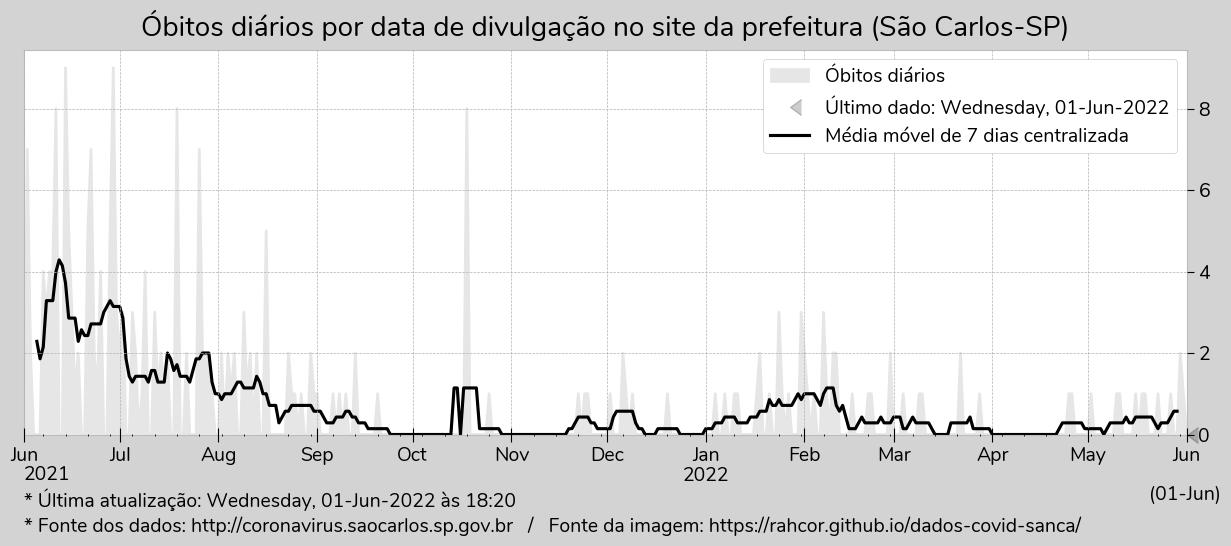 Óbitos diários por data de divulgação no site da prefeitura (São Carlos-SP)
Óbitos diários
Último dado: Wednesday, 01-Jun-2022
Média móvel de 7 dias centralizada
8
6
4
2
0
Jun Jul Aug Sep Oct Nov Dec Jan Feb Mar Apr May Jun
2021 2022
(01-Jun)
* Última atualização: Wednesday, 01-Jun-2022 às 18:20
* Fonte dos dados: http://coronavirus.saocarlos.sp.gov.br / Fonte da imagem: https://rahcor.github.io/dados-covid-sanca/